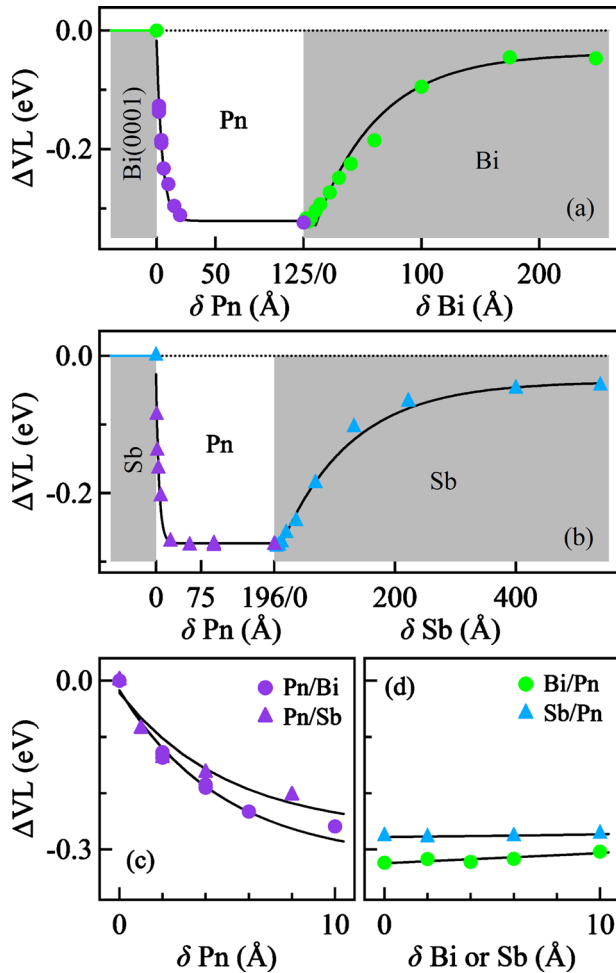 0.0
-0.2
ΔVL (eV)
Bi(0001)
Pn
Bi
(a)
0 50 125/0 100 200
δ Pn (Å) δ Bi (Å)
0.0
-0.2
ΔVL (eV)
Sb
Pn
Sb
(b)
0 75 196/0 200 400
δ Pn (Å) δ Sb (Å)
0.0
-0.3
ΔVL (eV)
Pn/Bi
Pn/Sb
(c)
0 10
δ Pn (Å)
(d)
Bi/Pn
Sb/Pn
0 10
δ Bi or Sb (Å)